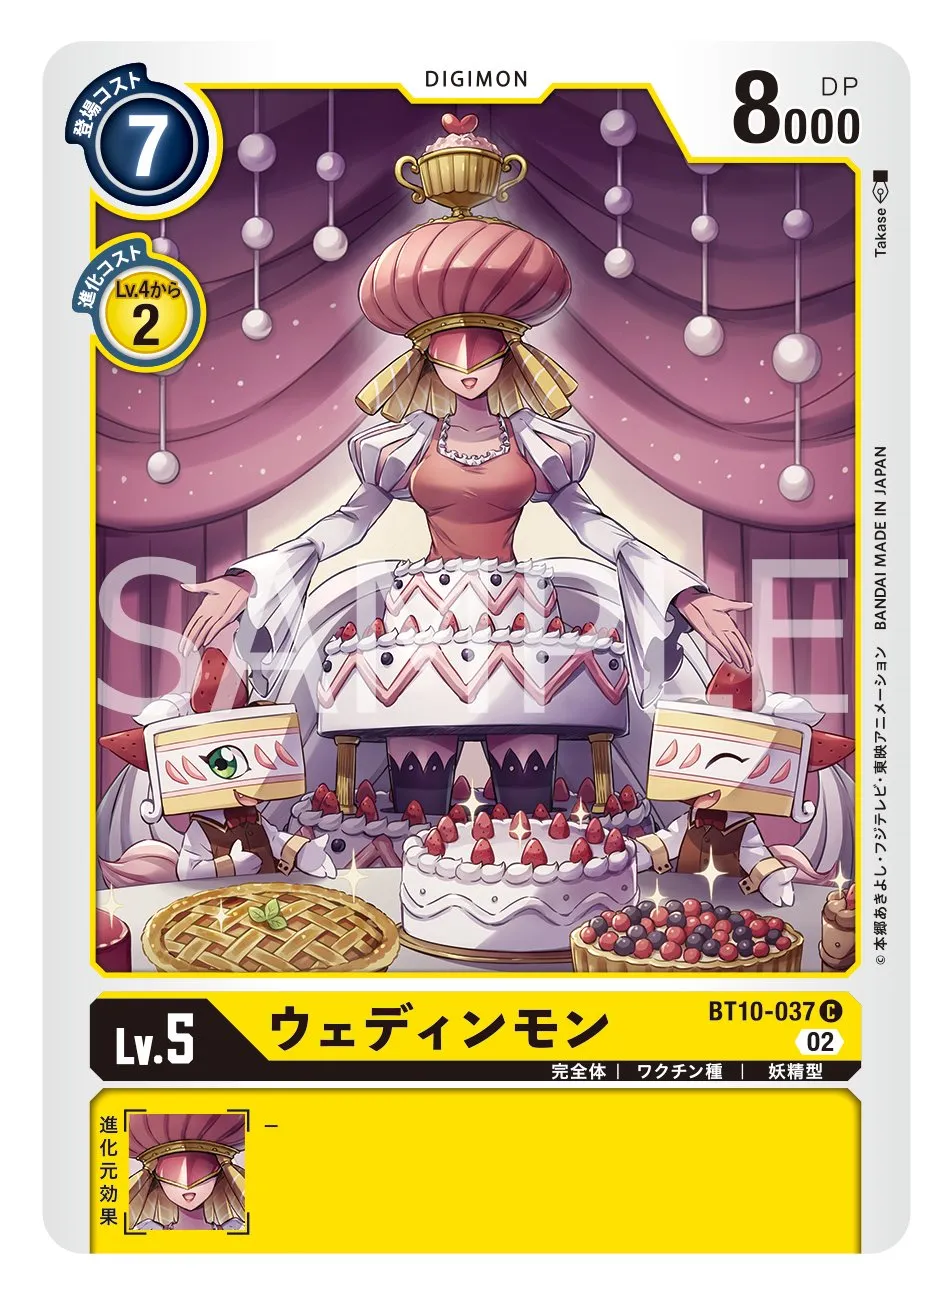 DIGIMON
登場コスト
7
8000
DP
進化コスト
Lv.4から
2
Takase
SAMPLE
BANDAI MADE IN JAPAN
©本郷あきよし・フジテレビ・東映アニメーション
Lv.5
ウェディンモン
BT10-037 C
02
完全体 | ワクチン種 | 妖精型
進化元効果
－